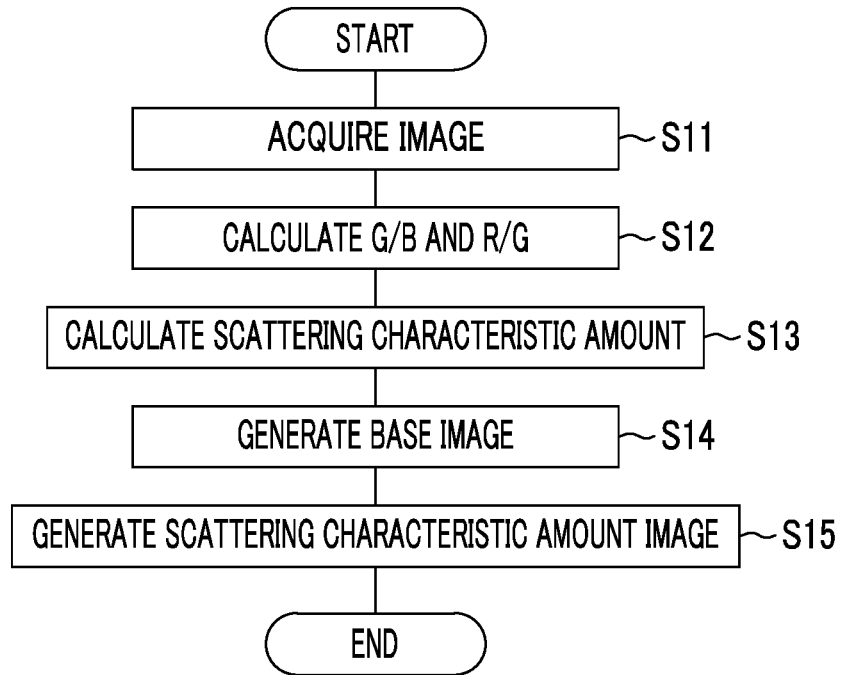 START
ACQUIRE IMAGE
S11
CALCULATE G/B AND R/G
S12
CALCULATE SCATTERING CHARACTERISTIC AMOUNT
S13
GENERATE BASE IMAGE
S14
GENERATE SCATTERING CHARACTERISTIC AMOUNT IMAGE
S15
END